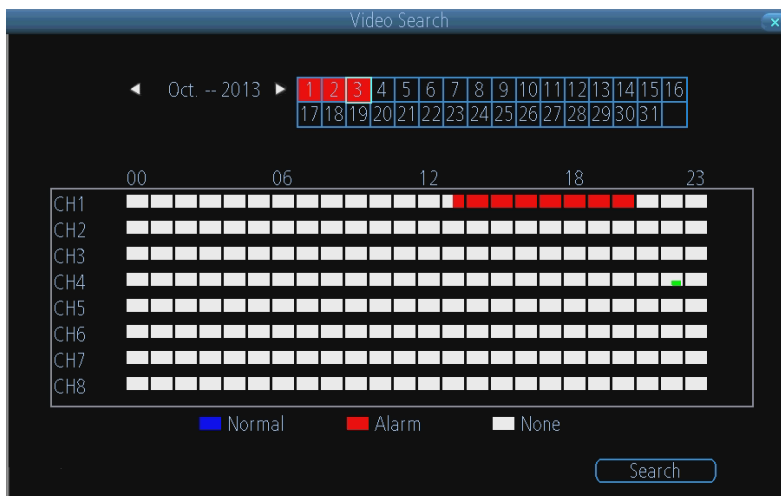 Video Search
Oct. -- 2013
1 2 3 4 5 6 7 8 9 10 11 12 13 14 15 16
17 18 19 20 21 22 23 24 25 26 27 28 29 30 31
00 06 12 18 23
CH1
CH2
CH3
CH4
CH5
CH6
CH7
CH8
Normal Alarm None
Search